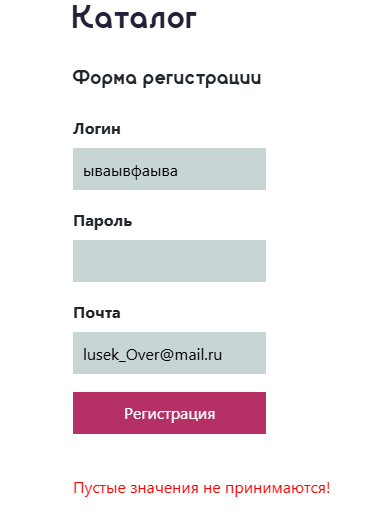 Каталог
Форма регистрации
Логин
ываывфаыва
Пароль
Почта
lusek_Over@mail.ru
Регистрация
Пустые значения не принимаются!